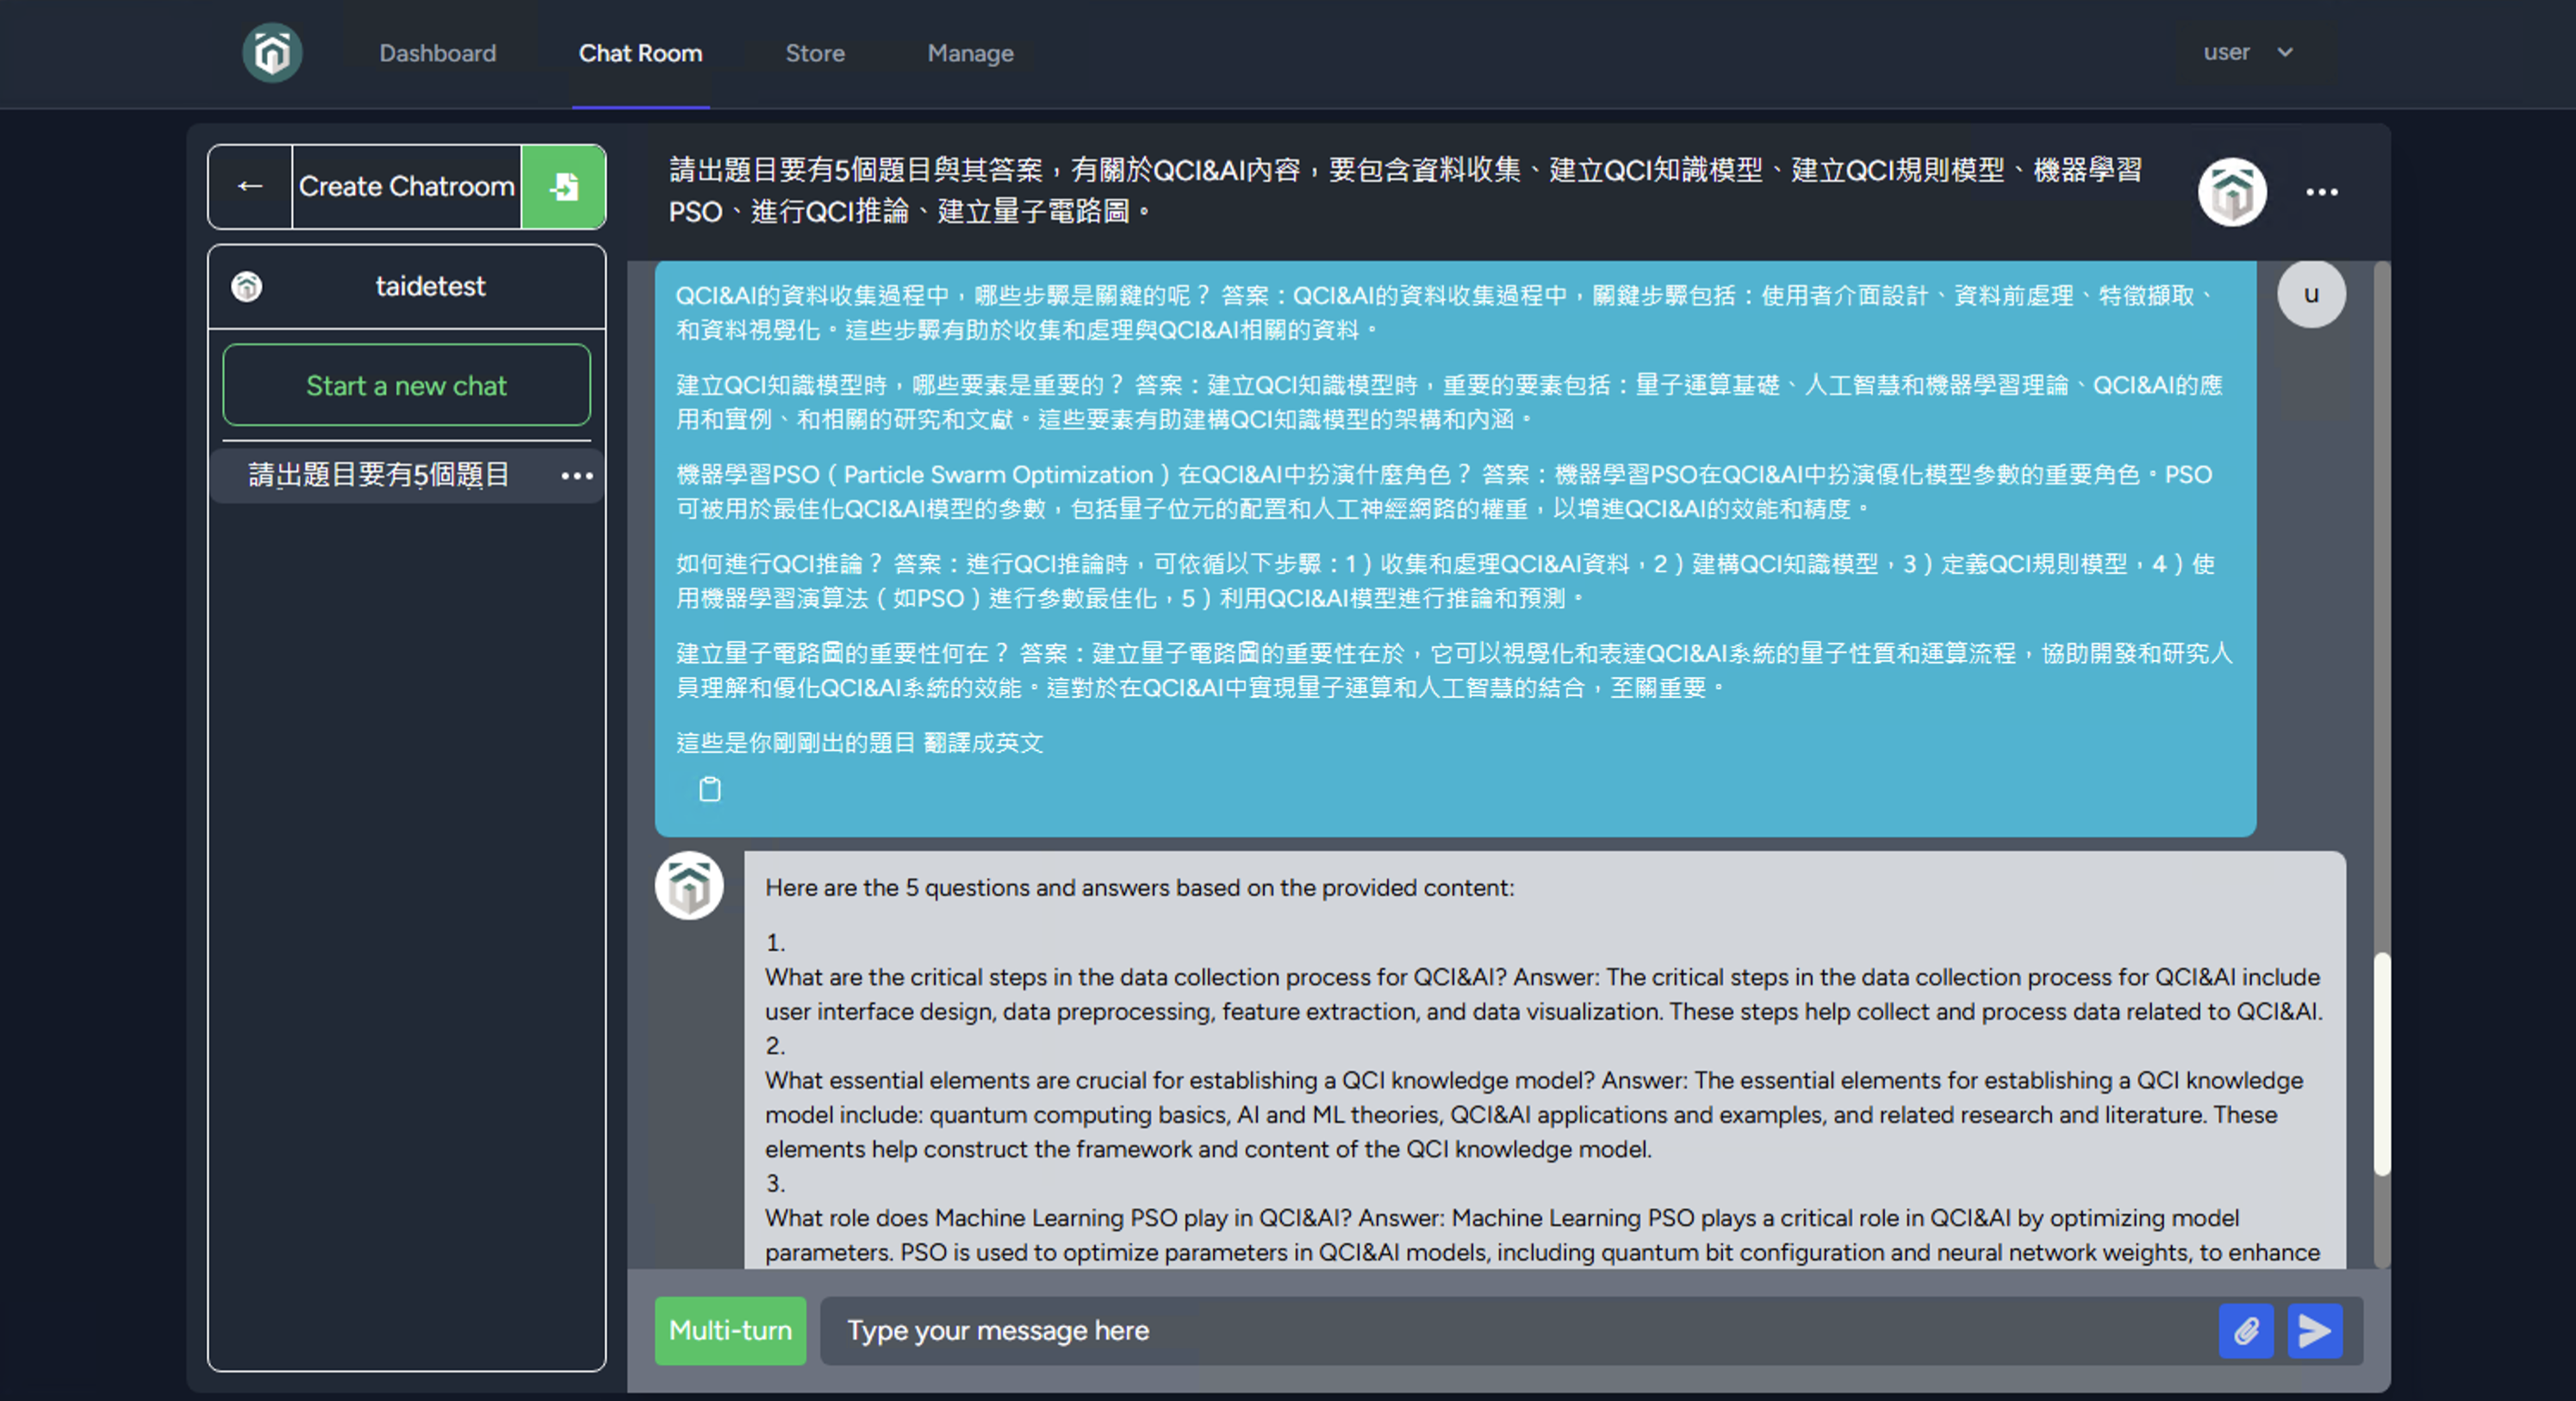 Dashboard
Chat Room
Store
Manage
user
←
Create Chatroom
taidetest
Start a new chat
請出題目要有5個題目
請出題目要有5個題目與其答案，有關於QCI&AI內容，要包含資料收集、建立QCI知識模型、建立QCI規則模型、機器學習
PSO、進行QCI推論、建立量子電路圖。
QCI&AI的資料收集過程中，哪些步驟是關鍵的呢？ 答案：QCI&AI的資料收集過程中，關鍵步驟包括：使用者介面設計、資料前處理、特徵擷取、
和資料視覺化。這些步驟有助於收集和處理與QCI&AI相關的資料。
建立QCI知識模型時，哪些要素是重要的？ 答案：建立QCI知識模型時，重要的要素包括：量子運算基礎、人工智慧和機器學習理論、QCI&AI的應
用和實例、和相關的研究和文獻。這些要素有助建構QCI知識模型的架構和內涵。
機器學習PSO（Particle Swarm Optimization）在QCI&AI中扮演什麼角色？ 答案：機器學習PSO在QCI&AI中扮演優化模型參數的重要角色。PSO
可被用於最佳化QCI&AI模型的參數，包括量子位元的配置和人工神經網路的權重，以增進QCI&AI的效能和精度。
如何進行QCI推論？ 答案：進行QCI推論時，可依循以下步驟：1）收集和處理QCI&AI資料，2）建構QCI知識模型，3）定義QCI規則模型，4）使
用機器學習演算法（如PSO）進行參數最佳化，5）利用QCI&AI模型進行推論和預測。
建立量子電路圖的重要性何在？ 答案：建立量子電路圖的重要性在於，它可以視覺化和表達QCI&AI系統的量子性質和運算流程，協助開發和研究人
員理解和優化QCI&AI系統的效能。這對於在QCI&AI中實現量子運算和人工智慧的結合，至關重要。
這些是你剛剛出的題目 翻譯成英文
u
Here are the 5 questions and answers based on the provided content:
1.
What are the critical steps in the data collection process for QCI&AI? Answer: The critical steps in the data collection process for QCI&AI include
user interface design, data preprocessing, feature extraction, and data visualization. These steps help collect and process data related to QCI&AI.
2.
What essential elements are crucial for establishing a QCI knowledge model? Answer: The essential elements for establishing a QCI knowledge
model include: quantum computing basics, AI and ML theories, QCI&AI applications and examples, and related research and literature. These
elements help construct the framework and content of the QCI knowledge model.
3.
What role does Machine Learning PSO play in QCI&AI? Answer: Machine Learning PSO plays a critical role in QCI&AI by optimizing model
parameters. PSO is used to optimize parameters in QCI&AI models, including quantum bit configuration and neural network weights, to enhance
Multi-turn
Type your message here